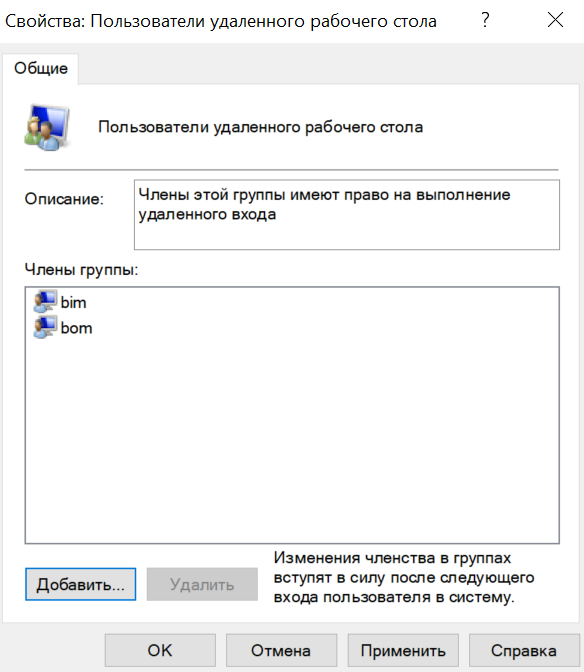 Свойства: Пользователи удаленного рабочего стола
?
Общие
Пользователи удаленного рабочего стола
Описание:
Члены этой группы имеют право на выполнение
удаленного входа
Члены группы:
bim
bom
Добавить...
Удалить
Изменения членства в группах
вступят в силу после следующего
входа пользователя в систему.
ОК
Отмена
Применить
Справка